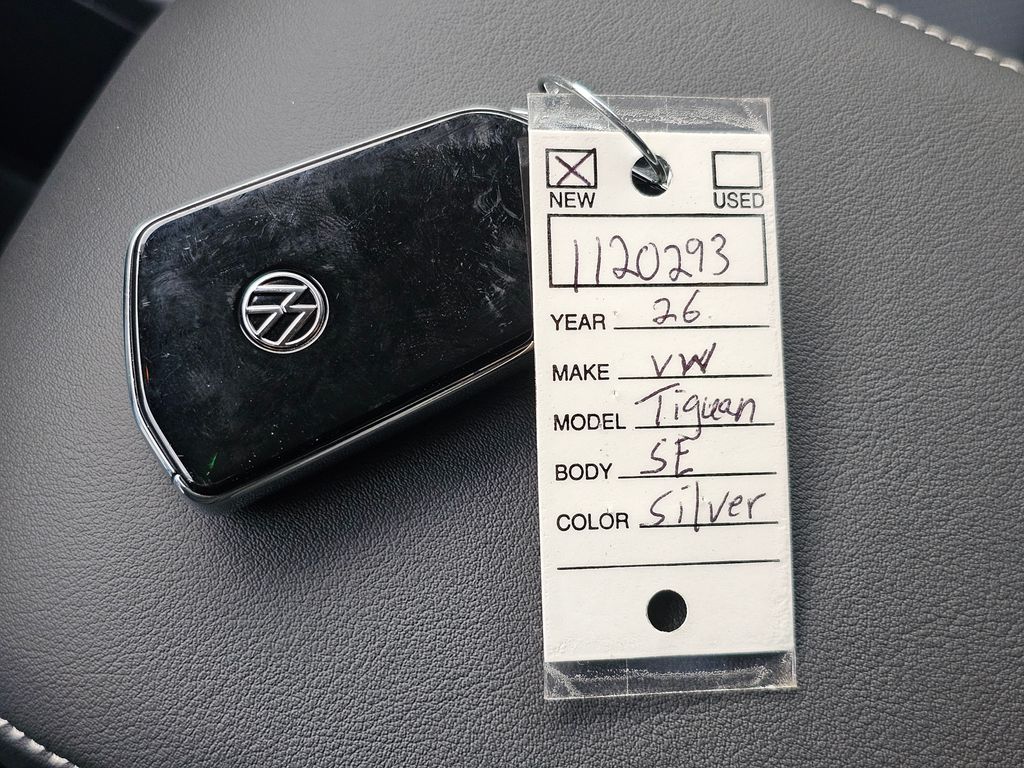 NEW USED
1120293
YEAR 26
MAKE VW
MODEL Tiguan
BODY SE
COLOR Silver